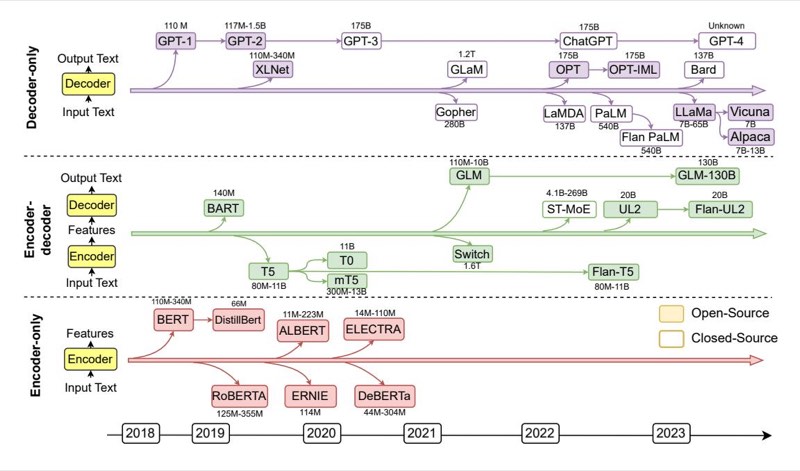 Decoder-only
Output Text
Decoder
Input Text
110 M
GPT-1
117M-1.5B
GPT-2
175B
GPT-3
175B
ChatGPT
Unknown
GPT-4
110M-340M
XLNet
1.2T
GLaM
175B
OPT
175B
OPT-IML
137B
Bard
Gopher
280B
LaMDA
137B
PaLM
540B
Flan PaLM
540B
LLaMa
7B-65B
Vicuna
7B
Alpaca
7B-13B
Encoder-decoder
Output Text
Decoder
Features
Encoder
Input Text
140M
BART
110M-10B
GLM
130B
GLM-130B
4.1B-269B
ST-MoE
20B
UL2
20B
Flan-UL2
T5
80M-11B
11B
T0
mT5
300M-13B
Switch
1.6T
Flan-T5
80M-11B
Encoder-only
Features
Encoder
Input Text
110M-340M
BERT
66M
DistillBert
11M-223M
ALBERT
14M-110M
ELECTRA
RoBERTA
125M-355M
ERNIE
114M
DeBERTa
44M-304M
Open-Source
Closed-Source
2018
2019
2020
2021
2022
2023